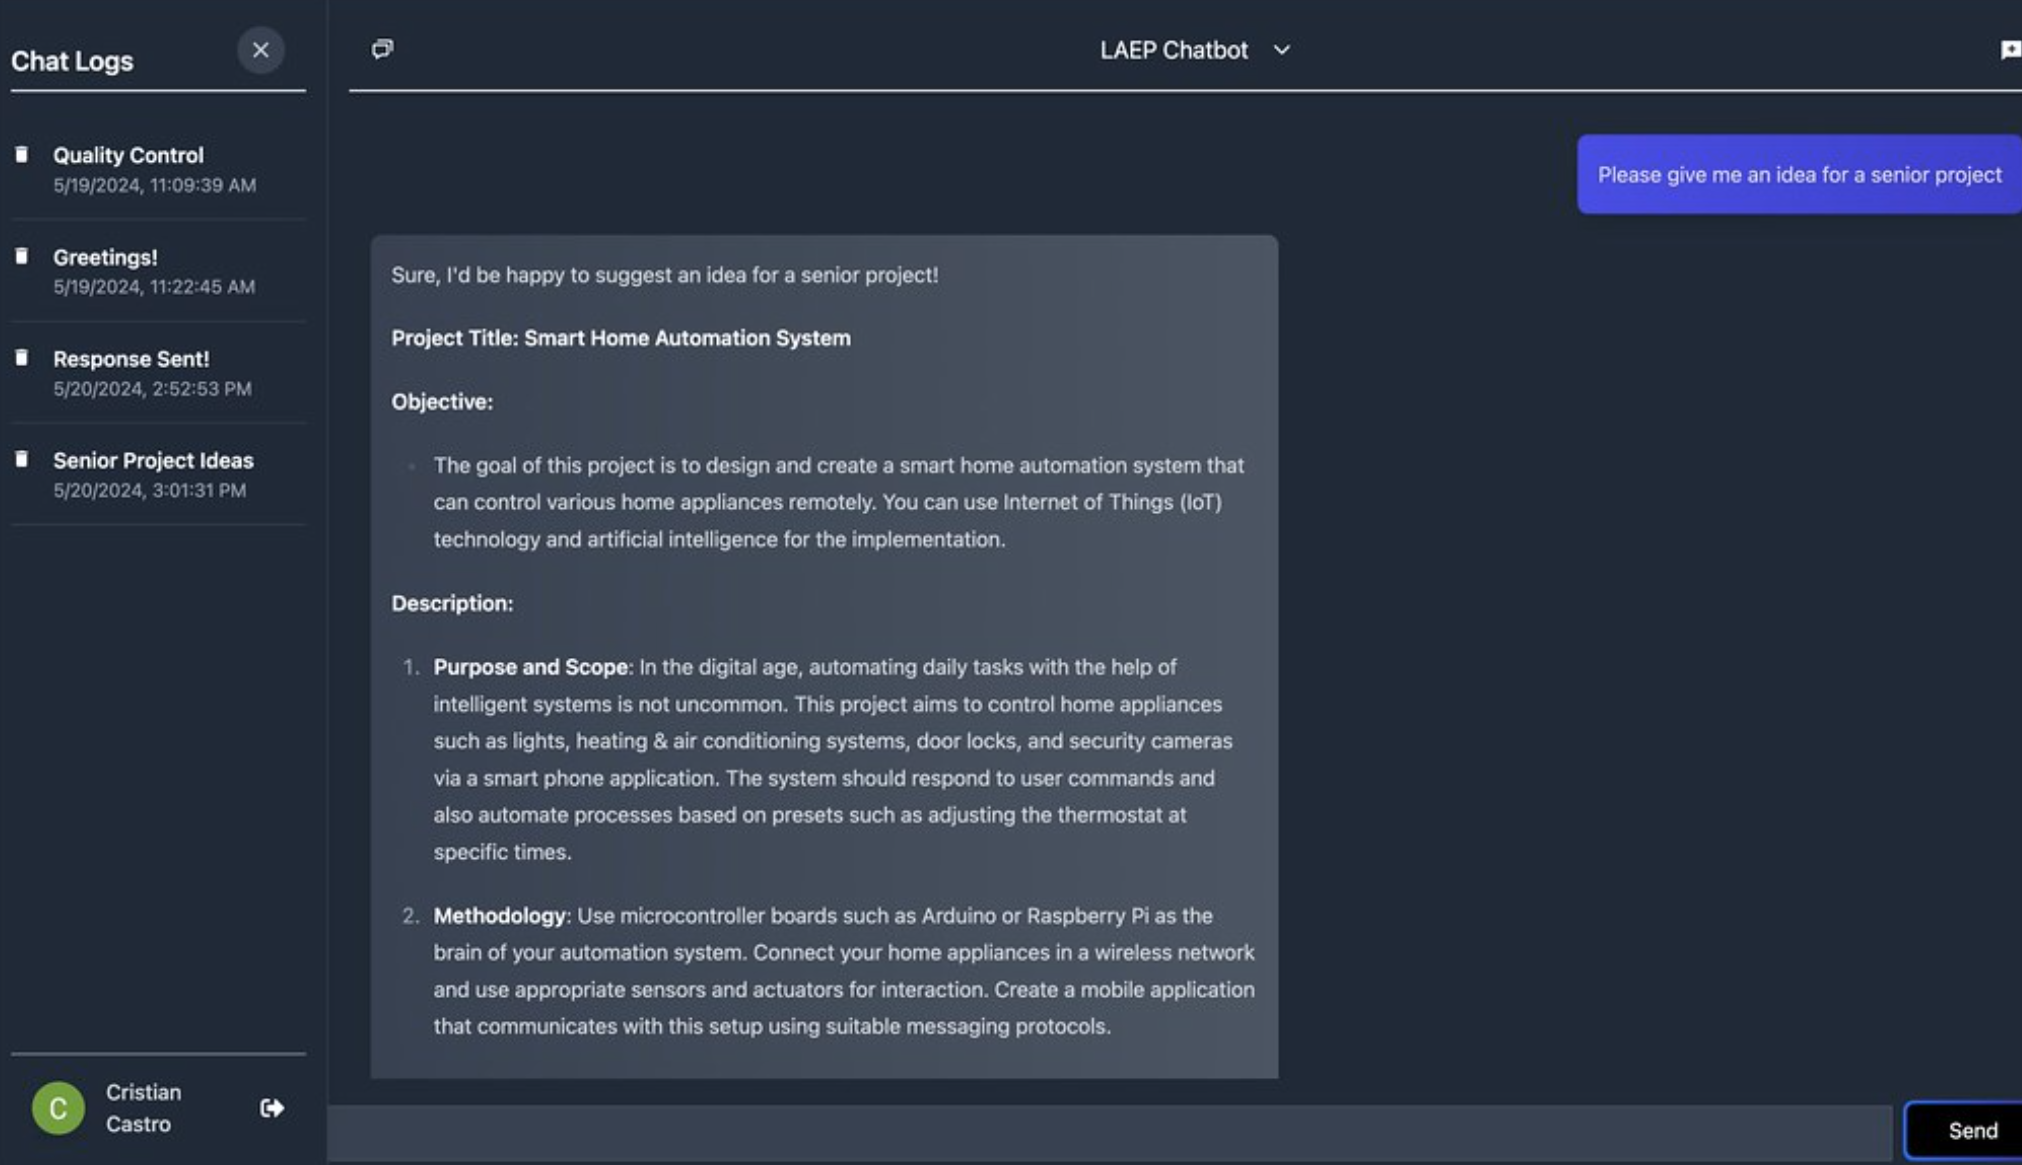 Chat Logs
Quality Control
5/19/2024, 11:09:39 AM
Greetings!
5/19/2024, 11:22:45 AM
Response Sent!
5/20/2024, 2:52:53 PM
Senior Project Ideas
5/20/2024, 3:01:31 PM
C
Cristian
Castro
LAEP Chatbot
Please give me an idea for a senior project
Sure, I'd be happy to suggest an idea for a senior project!
Project Title: Smart Home Automation System
Objective:
The goal of this project is to design and create a smart home automation system that
can control various home appliances remotely. You can use Internet of Things (IoT)
technology and artificial intelligence for the implementation.
Description:
1. Purpose and Scope: In the digital age, automating daily tasks with the help of
intelligent systems is not uncommon. This project aims to control home appliances
such as lights, heating & air conditioning systems, door locks, and security cameras
via a smart phone application. The system should respond to user commands and
also automate processes based on presets such as adjusting the thermostat at
specific times.
2. Methodology: Use microcontroller boards such as Arduino or Raspberry Pi as the
brain of your automation system. Connect your home appliances in a wireless network
and use appropriate sensors and actuators for interaction. Create a mobile application
that communicates with this setup using suitable messaging protocols.
Send